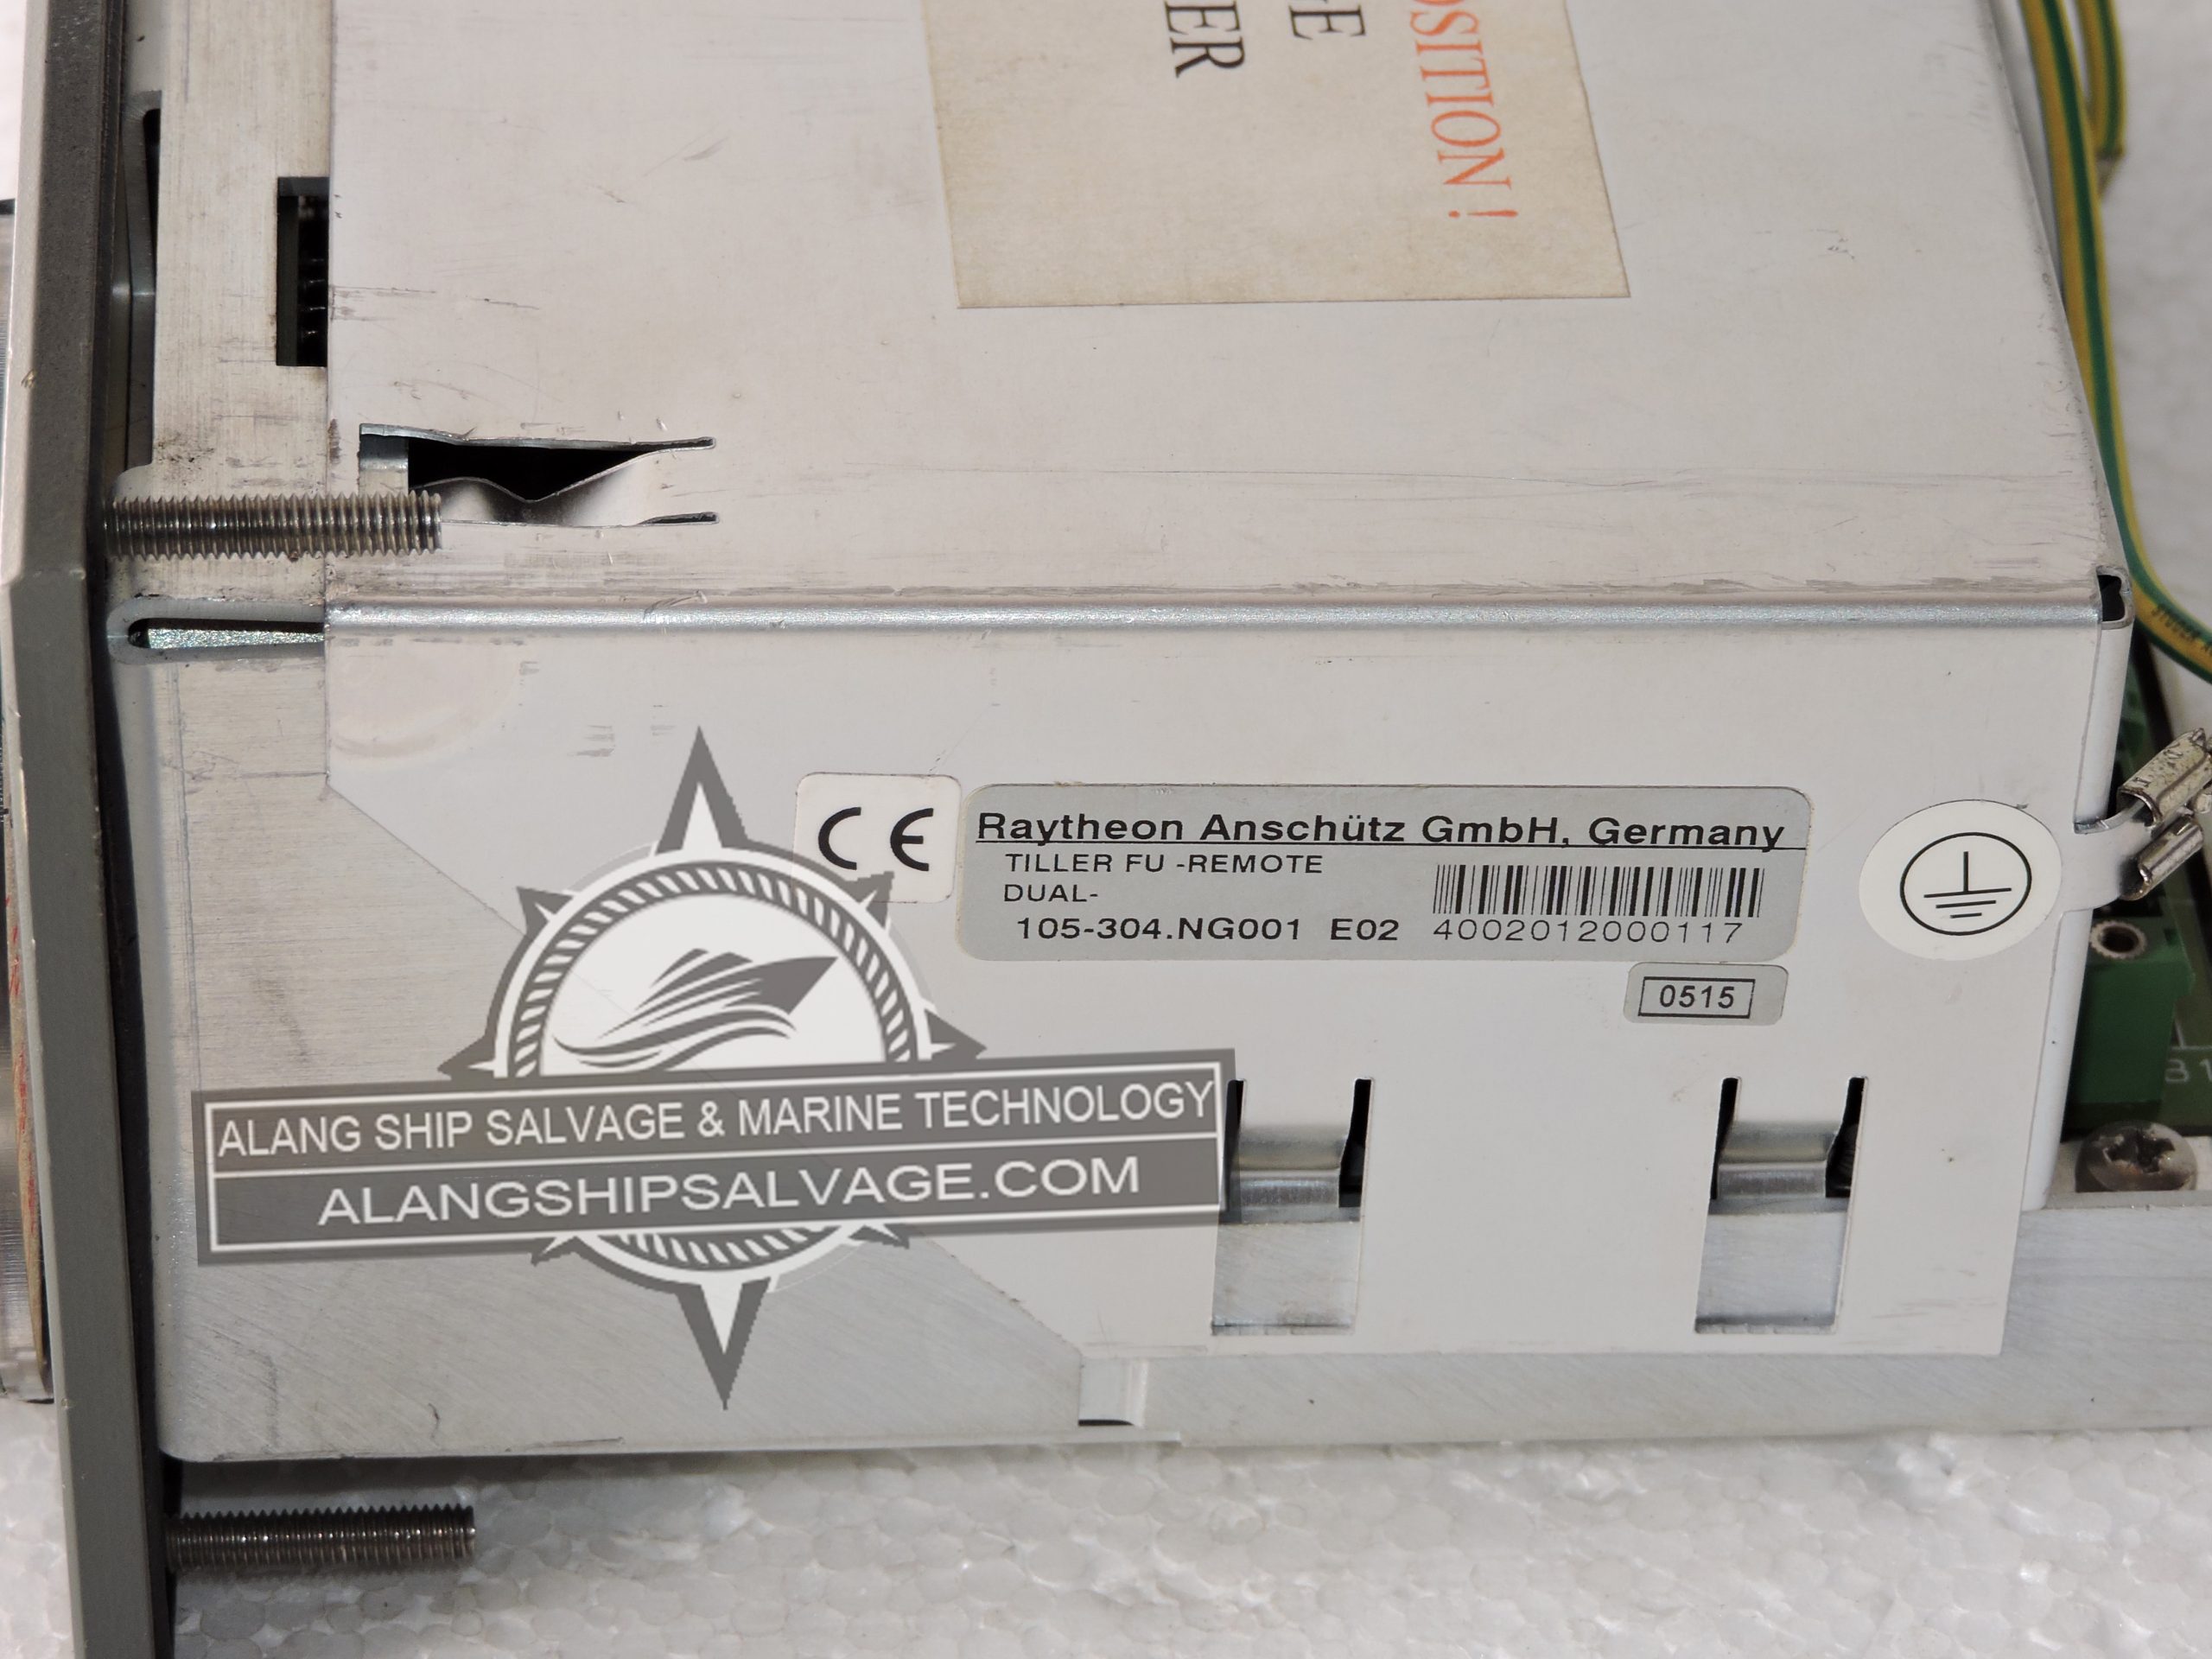 OSITION !
ER
CE
Raytheon Anschütz GmbH, Germany
TILLER FU -REMOTE
DUAL-
105-304.NG001 E02 4002012000117
0515
ALANG SHIP SALVAGE & MARINE TECHNOLOGY
ALANGSHIPSALVAGE.COM